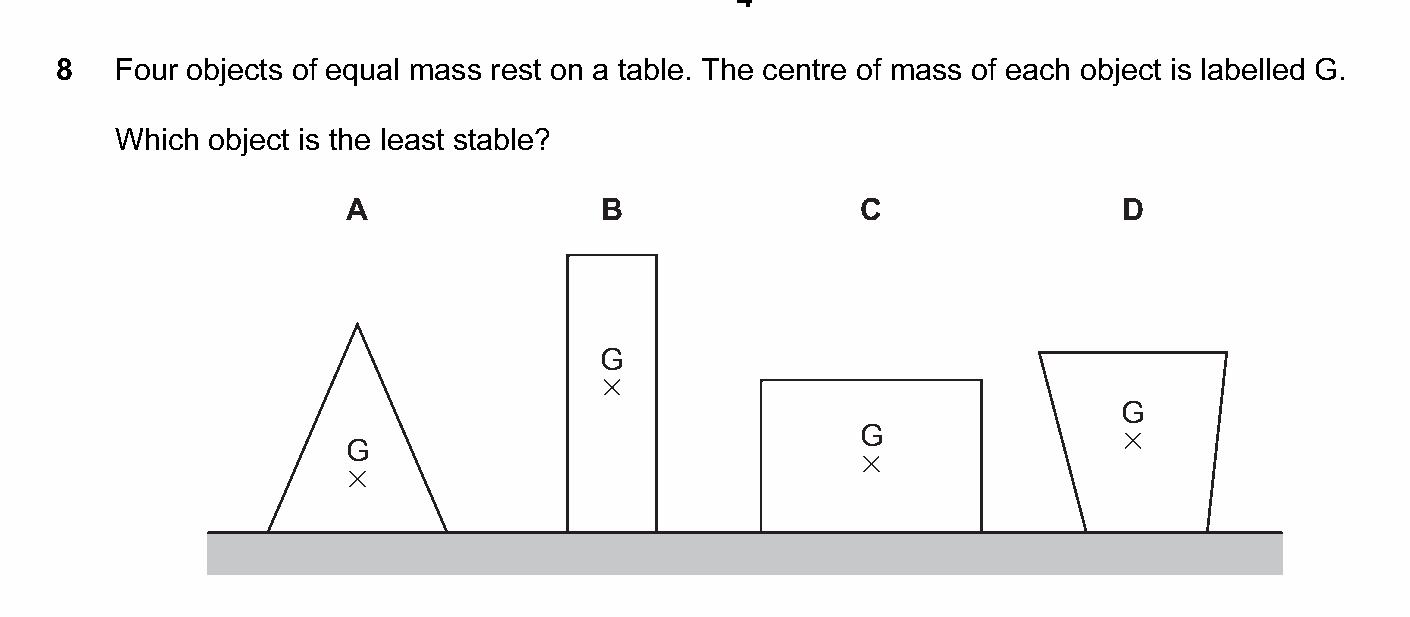 4
8 Four objects of equal mass rest on a table. The centre of mass of each object is labelled G.
Which object is the least stable?
A B C D
G
G
G
G